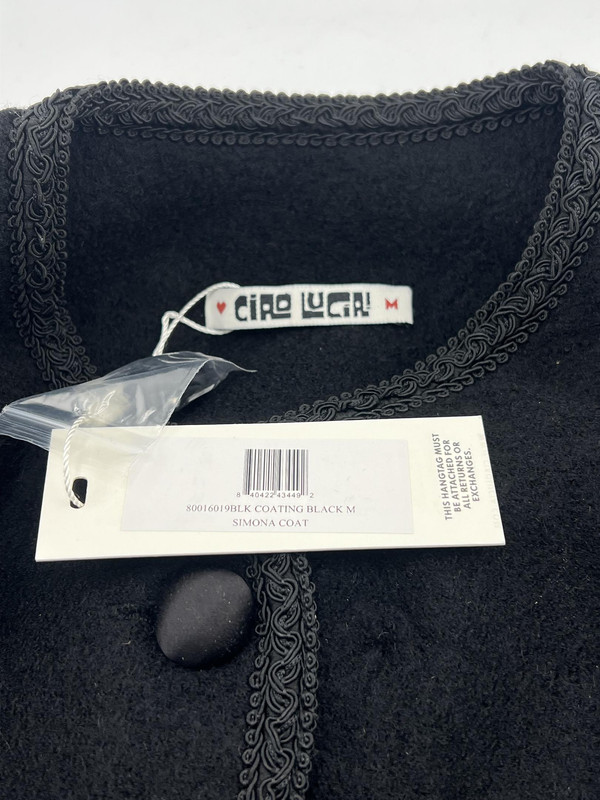 ♥ CIAO LUCIA! M
8 40422 43449 2
80016019BLK COATING BLACK M
SIMONA COAT
THIS HANGTAG MUST
BE ATTACHED FOR
ALL RETURNS OR
EXCHANGES.